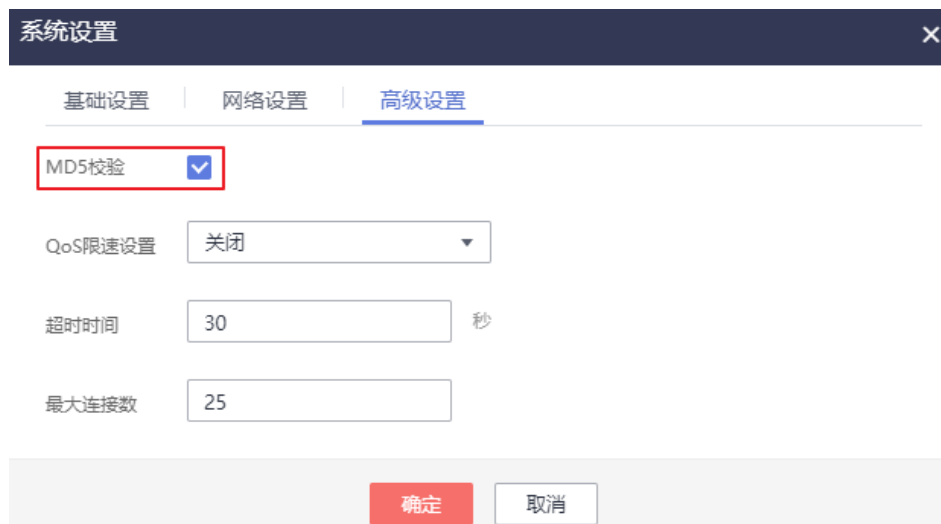 系统设置
基础设置 网络设置 高级设置
MD5校验
QoS限速设置 关闭
超时时间 30 秒
最大连接数 25
确定 取消